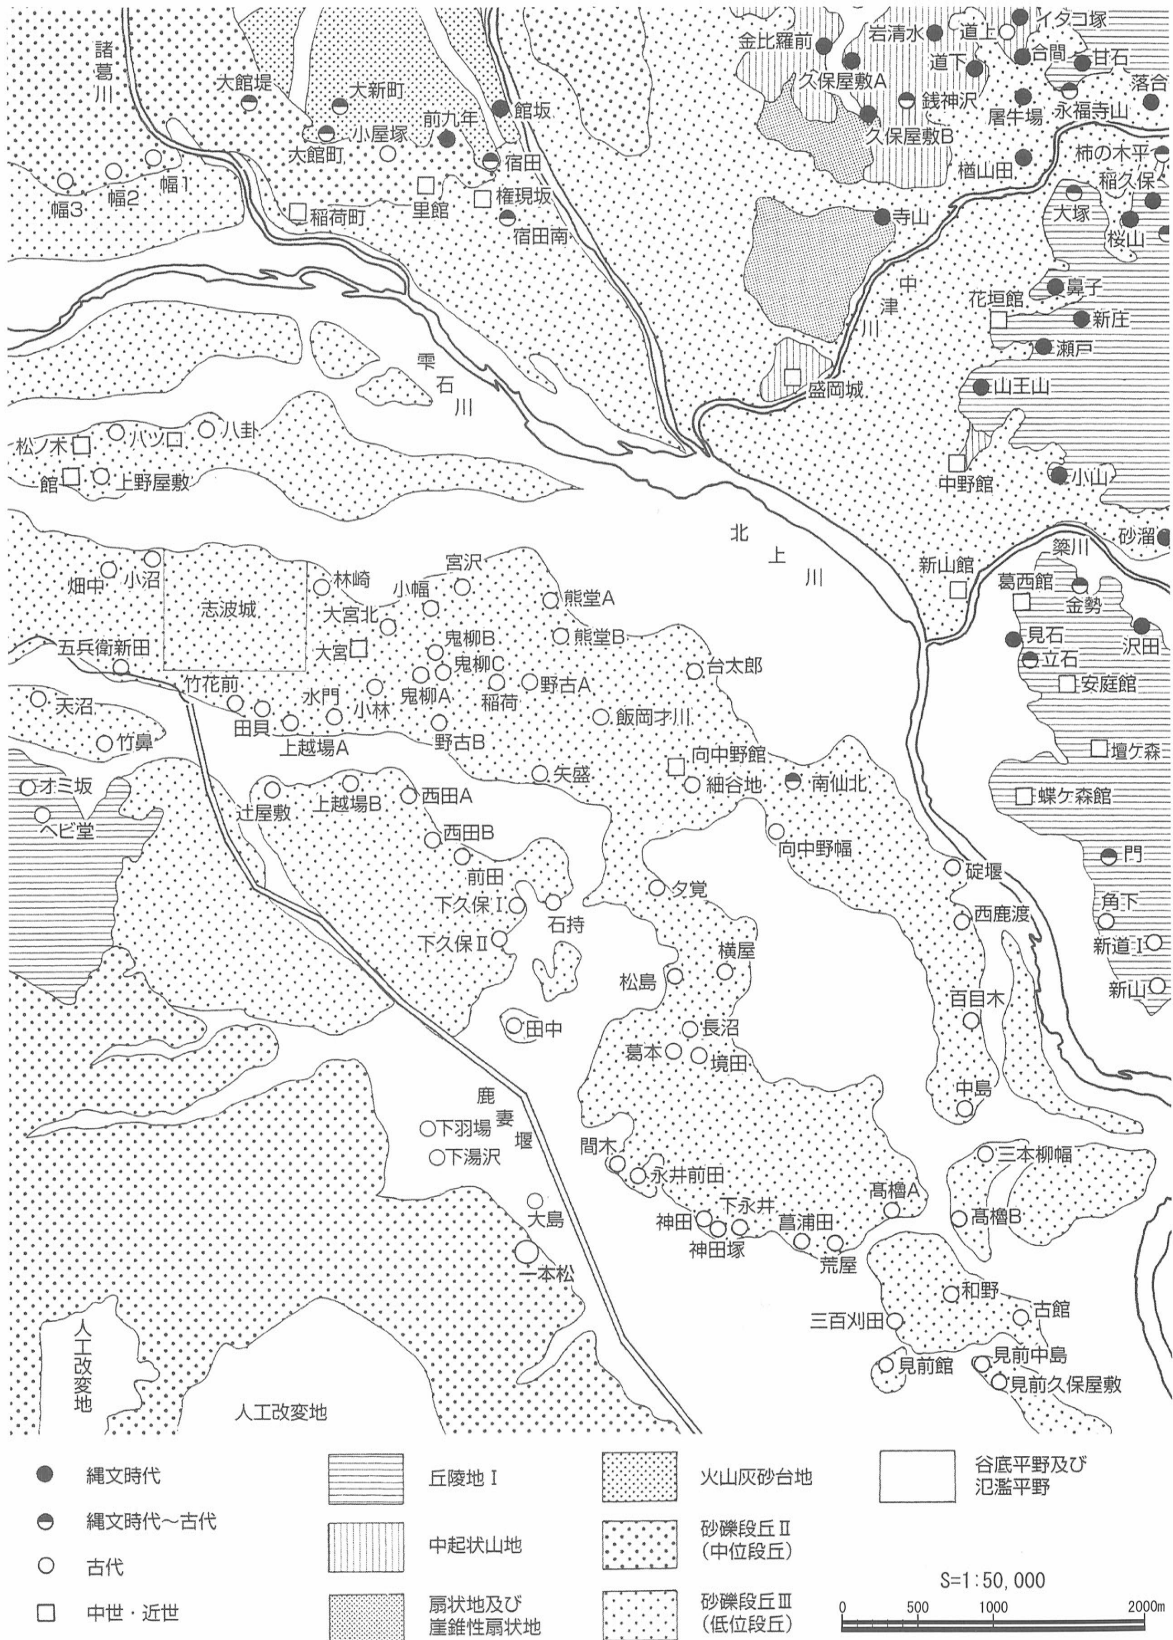 諸葛川
大館堤
大新町
小屋塚
前九年
館坂
大館町
宿田
幅3
幅2
幅1
稲荷町
里館
権現坂
宿田南
金比羅前
岩清水
道上
イタコ塚
久保屋敷A
道下
合間
甘石
落合
久保屋敷B
銭神沢
屠牛場
永福寺山
楢山田
柿の木平
稲久保
大塚
桜山
寺山
中津川
花垣館
鼻子
新庄
瀬戸
山王山
盛岡城
中野館
小山
雫石川
松ノ木
八ツ口
八卦
館
上野屋敷
北上川
簗川
砂溜
新山館
葛西館
金勢
見石
立石
沢田
安庭館
壇ケ森
蝶ケ森館
門
角下
新道Ⅰ
新山
畑中
小沼
志波城
林崎
小幅
宮沢
大宮北
大宮
鬼柳B
鬼柳C
鬼柳A
熊堂A
熊堂B
台太郎
五兵衛新田
竹花前
田貝
水門
小林
稲荷
野古A
飯岡才川
上越場A
野古B
天沼
竹鼻
オミ坂
ヘビ堂
辻屋敷
上越場B
西田A
矢盛
向中野館
細谷地
南仙北
西田B
前田
向中野幅
碇堰
下久保Ⅰ
石持
夕覚
西鹿渡
下久保Ⅱ
松島
横屋
百目木
田中
長沼
葛本
境田
中島
鹿妻堰
下羽場
下湯沢
間木
永井前田
三本柳幅
大島
神田
下永井
神田塚
菖浦田
荒屋
髙櫓A
髙櫓B
一本松
和野
三百刈田
古館
見前館
見前中島
見前久保屋敷
人工改変地
人工改変地
縄文時代
縄文時代～古代
古代
中世・近世
丘陵地Ⅰ
中起状山地
扇状地及び
崖錐性扇状地
火山灰砂台地
砂礫段丘Ⅱ
(中位段丘)
砂礫段丘Ⅲ
(低位段丘)
谷底平野及び
氾濫平野
S=1:50,000
0 500 1000 2000m